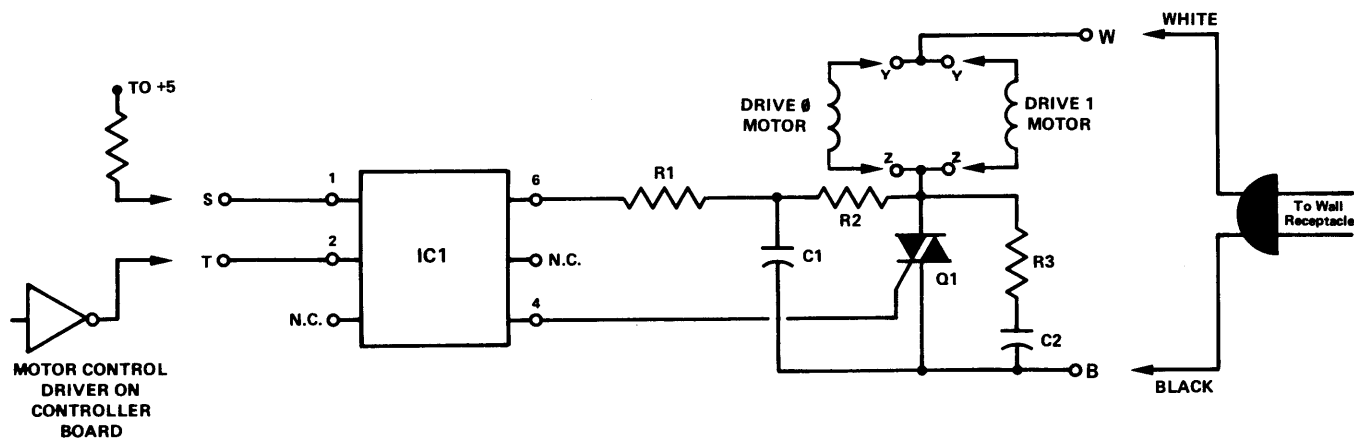 WHITE
W
TO +5
Y
Y
DRIVE 0
MOTOR
DRIVE 1
MOTOR
Z
Z
S
1
6
R1
R2
To Wall
Receptacle
T
2
IC1
N.C.
C1
Q1
R3
N.C.
4
C2
B
BLACK
MOTOR CONTROL
DRIVER ON
CONTROLLER
BOARD